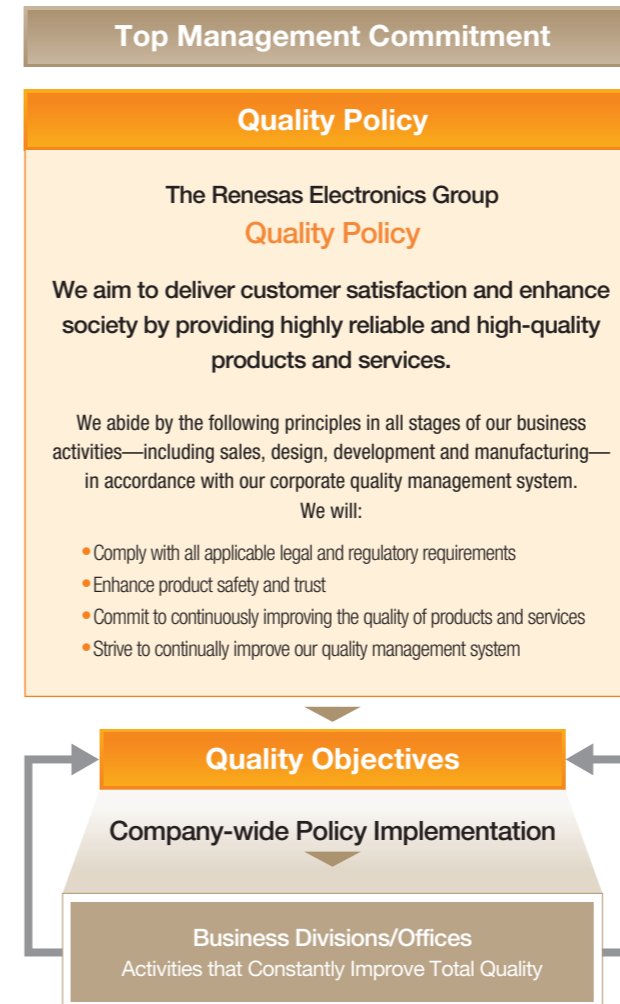 Top Management Commitment
Quality Policy
The Renesas Electronics Group
Quality Policy
We aim to deliver customer satisfaction and enhance
society by providing highly reliable and high-quality
products and services.
We abide by the following principles in all stages of our business
activities—including sales, design, development and manufacturing—
in accordance with our corporate quality management system.
We will:
•Comply with all applicable legal and regulatory requirements
•Enhance product safety and trust
•Commit to continuously improving the quality of products and services
•Strive to continually improve our quality management system
Quality Objectives
Company-wide Policy Implementation
Business Divisions/Offices
Activities that Constantly Improve Total Quality